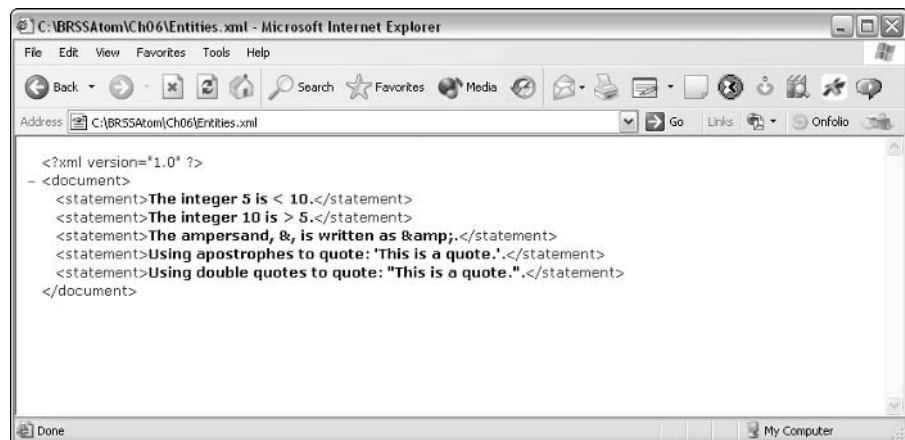 C:\BRSSAtom\Ch06\Entities.xml - Microsoft Internet Explorer
File Edit View Favorites Tools Help
Back Search Favorites Media
Address C:\BRSSAtom\Ch06\Entities.xml Go Links Onfolio
<?xml version="1.0" ?>
- <document>
<statement>The integer 5 is < 10.</statement>
<statement>The integer 10 is > 5.</statement>
<statement>The ampersand, &, is written as &amp;.</statement>
<statement>Using apostrophes to quote: 'This is a quote.'.</statement>
<statement>Using double quotes to quote: "This is a quote.".</statement>
</document>
Done My Computer